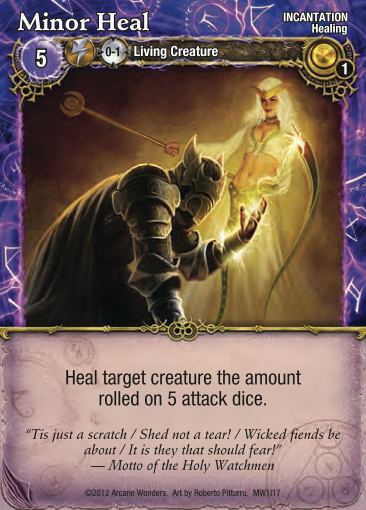 Minor Heal
INCANTATION
Healing
5
0-1
Living Creature
1
Heal target creature the amount
rolled on 5 attack dice.
"Tis just a scratch / Shed not a tear! / Wicked fiends be
about / It is they that should fear!"
— Motto of the Holy Watchmen
©2012 Arcane Wonders. Art by Roberto Pitturru. MW1I17